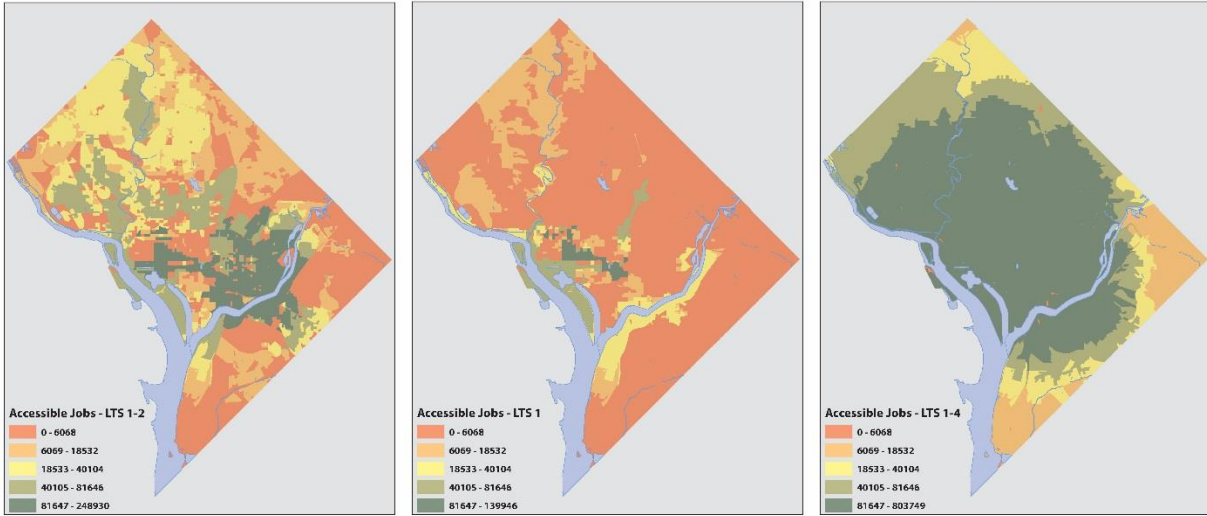 Accessible Jobs - LTS 1-2
0 - 6068
6069 - 18532
18533 - 40104
40105 - 81646
81647 - 248930
Accessible Jobs - LTS 1
0 - 6068
6069 - 18532
18533 - 40104
40105 - 81646
81647 - 139946
Accessible Jobs - LTS 1-4
0 - 6068
6069 - 18532
18533 - 40104
40105 - 81646
81647 - 803749